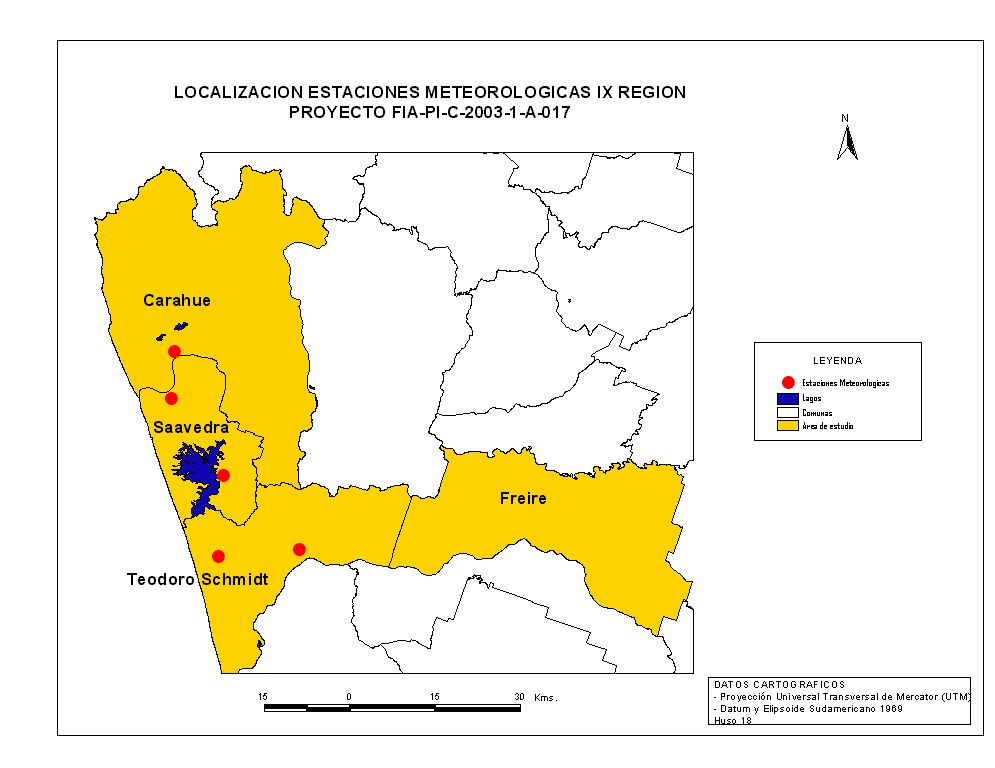 LOCALIZACION ESTACIONES METEOROLOGICAS IX REGION
PROYECTO FIA-PI-C-2003-1-A-017
N
Carahue
Saavedra
Freire
Teodoro Schmidt
LEYENDA
Estaciones Meteorologicas
Lagos
Comunas
Area de estudio
15 0 15 30 Kms.
DATOS CARTOGRAFICOS
- Proyección Universal Transversal de Mercator (UTM)
- Datum y Elipsoide Sudamericano 1969
Huso 18